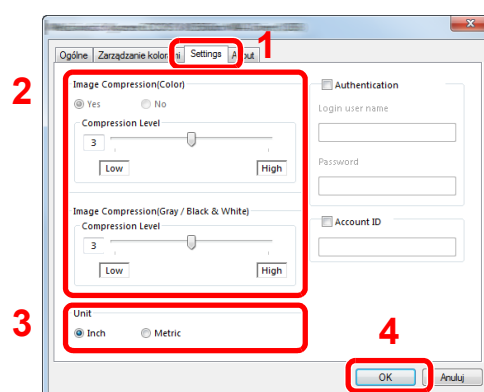 1
Ogólne Zarządzanie kolorami Settings About
2
Image Compression(Color)
Yes No
Compression Level
3
Low High
Image Compression(Gray / Black & White)
Compression Level
3
Low High
Authentication
Login user name
Password
Account ID
3
Unit
Inch Metric
4
OK Anuluj